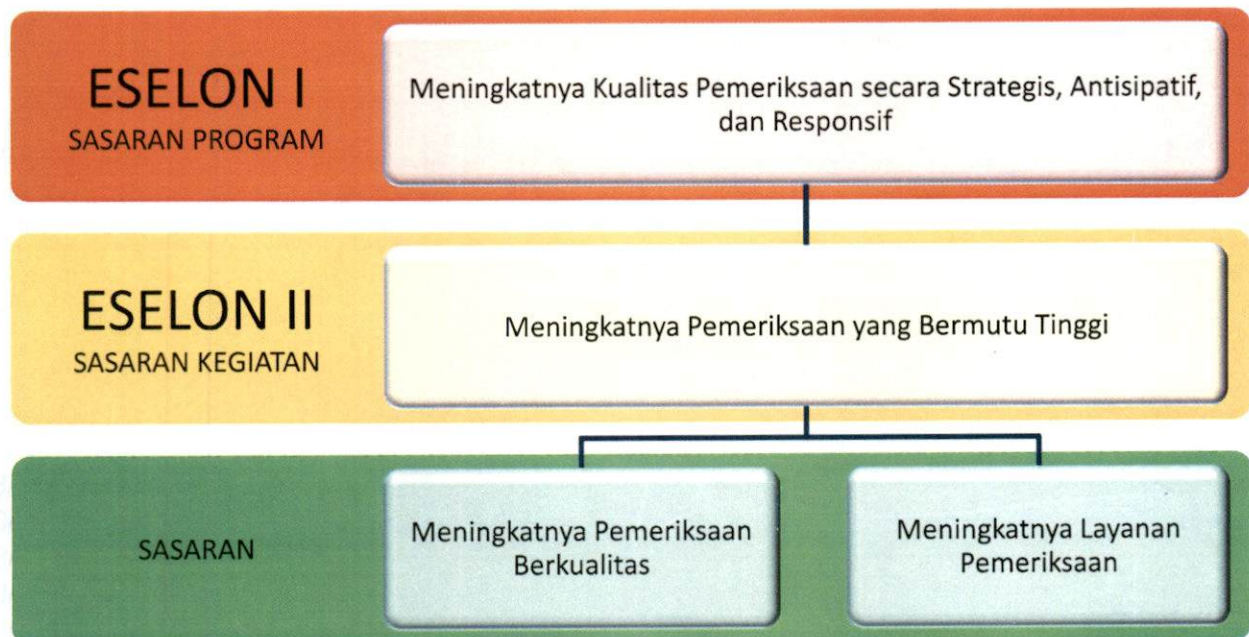 ESELON I
SASARAN PROGRAM
Meningkatnya Kualitas Pemeriksaan secara Strategis, Antisipatif,
dan Responsif
ESELON II
SASARAN KEGIATAN
Meningkatnya Pemeriksaan yang Bermutu Tinggi
SASARAN
Meningkatnya Pemeriksaan
Berkualitas
Meningkatnya Layanan
Pemeriksaan